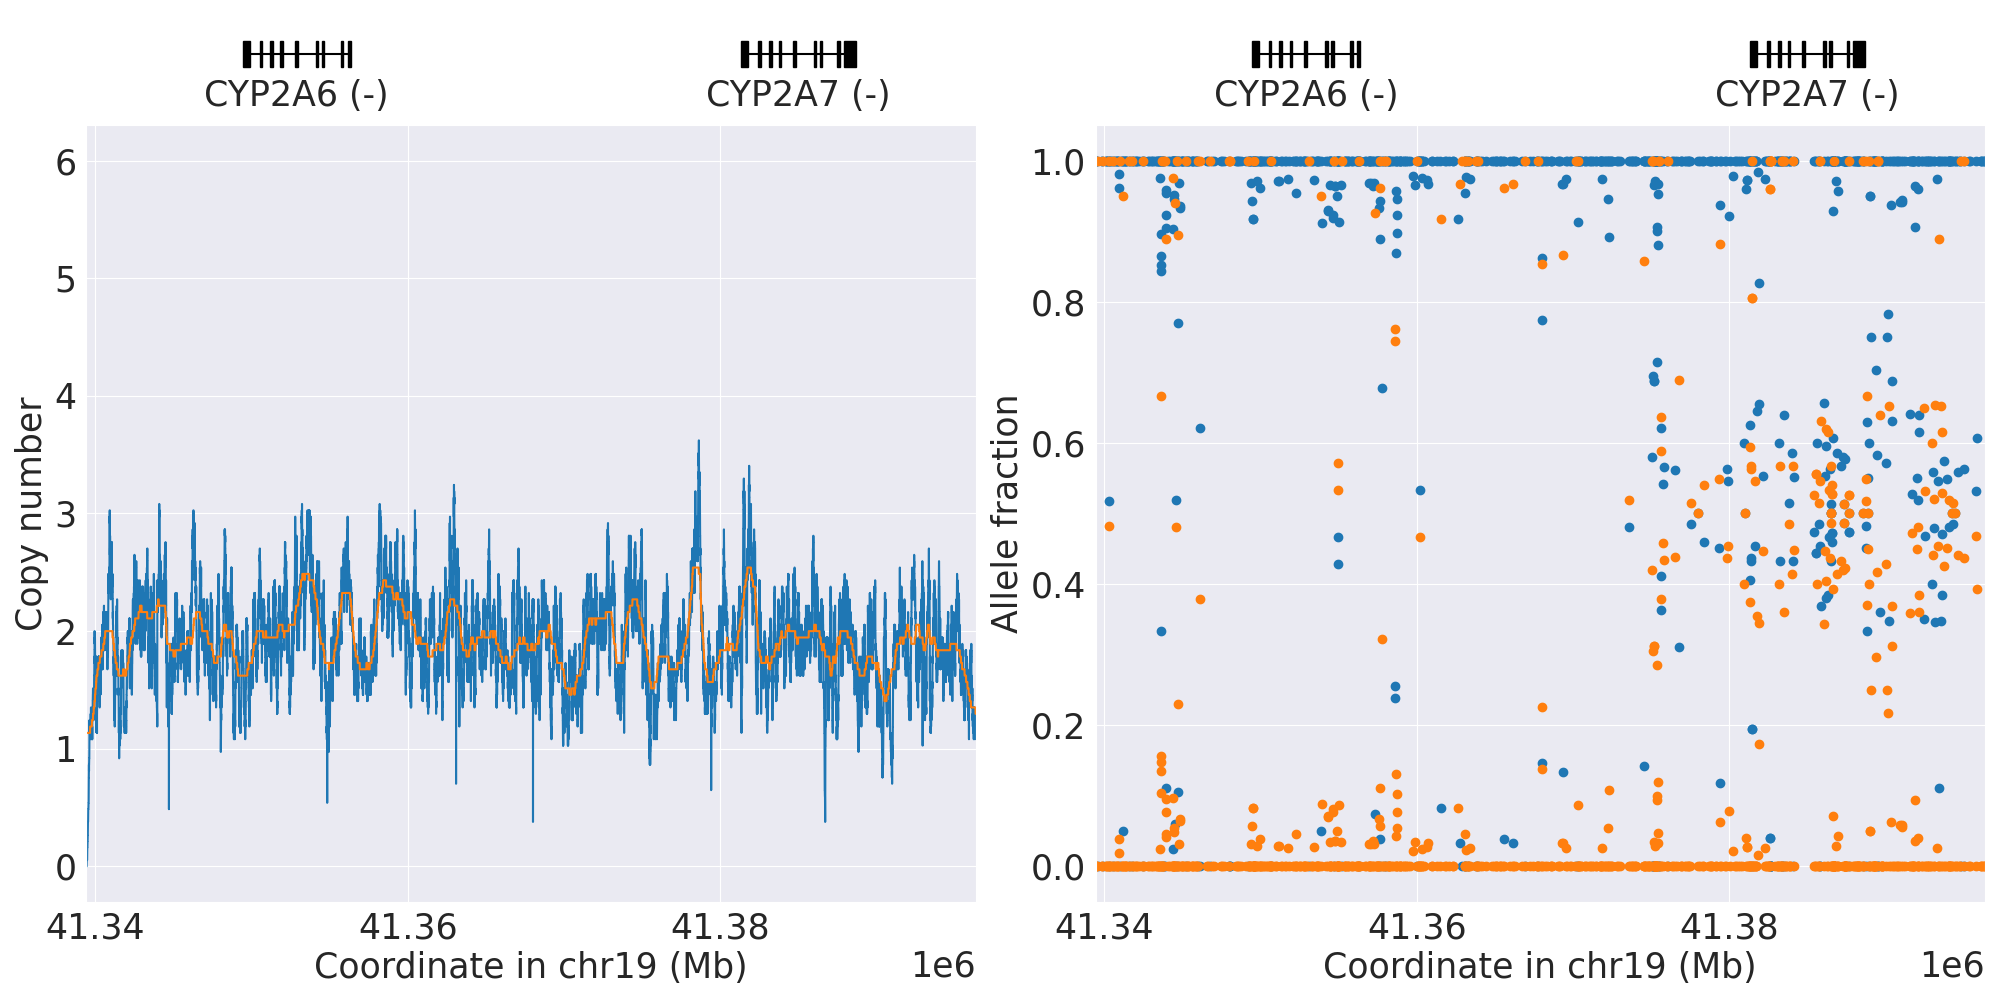 CYP2A6 (-)
CYP2A7 (-)
CYP2A6 (-)
CYP2A7 (-)
6
5
4
3
2
1
0
Copy number
41.34
41.36
41.38
Coordinate in chr19 (Mb)
1e6
1.0
0.8
0.6
0.4
0.2
0.0
Allele fraction
41.34
41.36
41.38
Coordinate in chr19 (Mb)
1e6